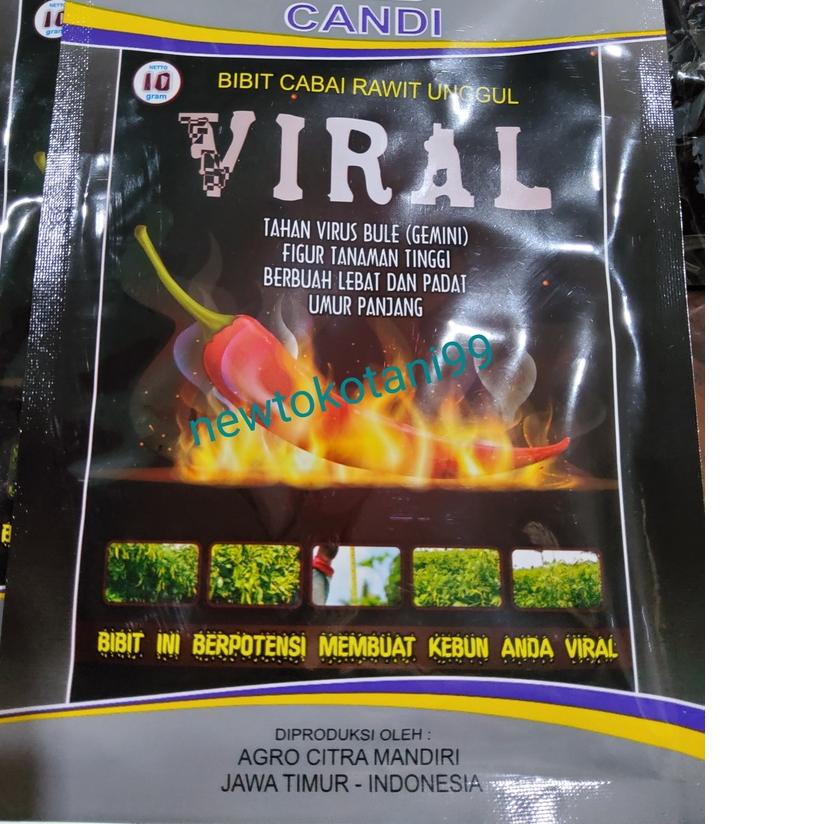 CANDI
NETTO
10
gram
BIBIT CABAI RAWIT UNGGUL
VIRAL
TAHAN VIRUS BULE (GEMINI)
FIGUR TANAMAN TINGGI
BERBUAH LEBAT DAN PADAT
UMUR PANJANG
newtokotani99
BIBIT INI BERPOTENSI MEMBUAT KEBUN ANDA VIRAL
DIPRODUKSI OLEH :
AGRO CITRA MANDIRI
JAWA TIMUR - INDONESIA